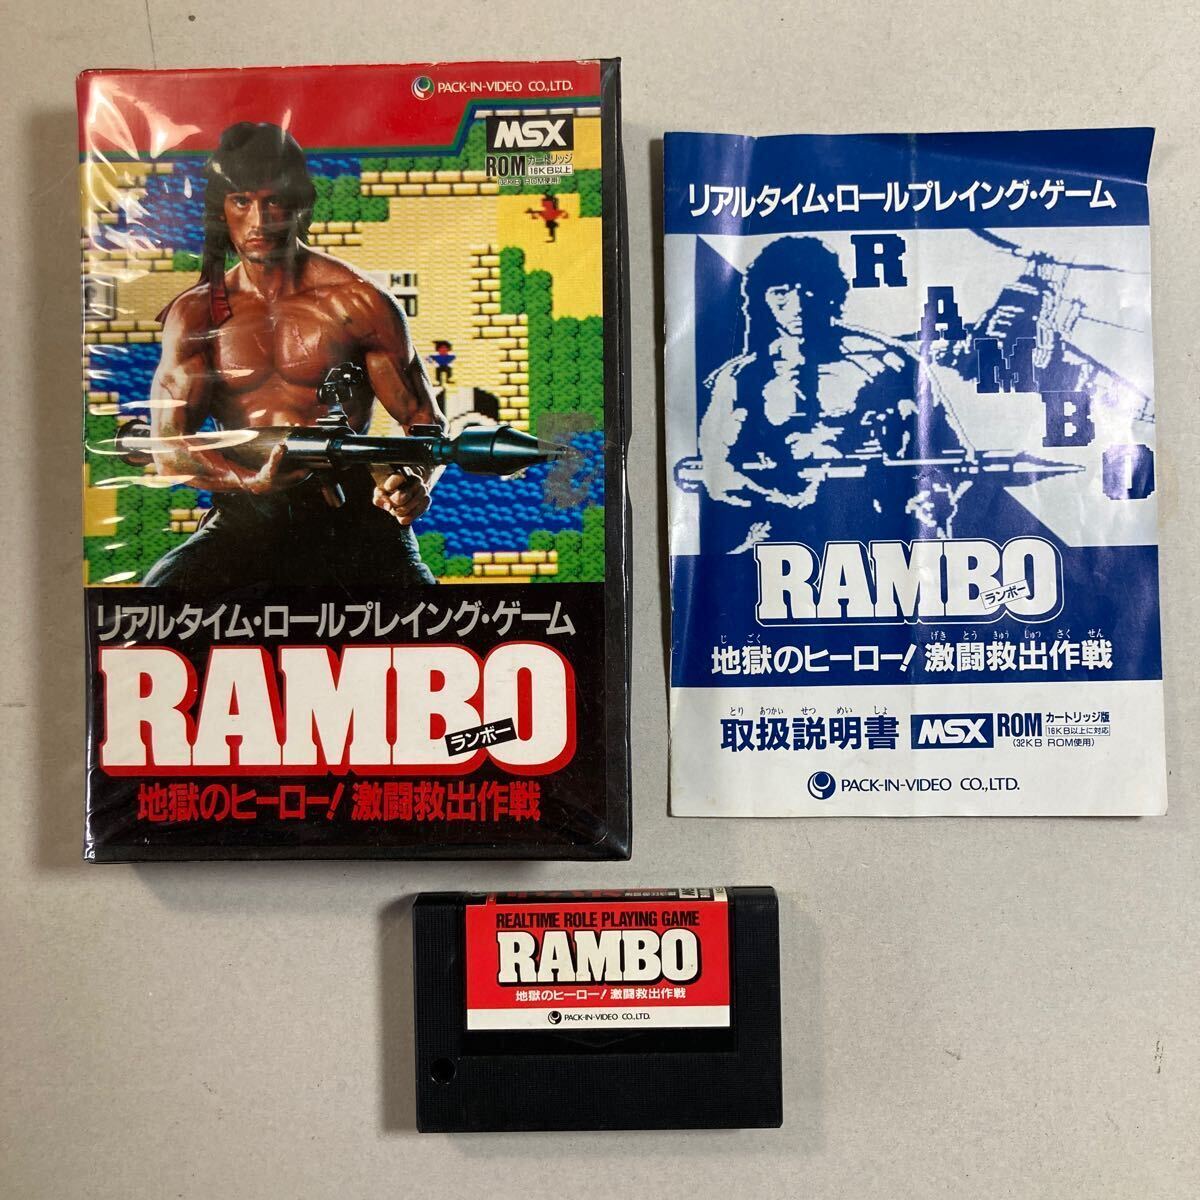 PACK-IN-VIDEO CO.,LTD.
MSX
ROM カートリッジ
16KB以上
(32KB ROM使用)
リアルタイム・ロールプレイング・ゲーム
RAMBO
ランボー
地獄のヒーロー!激闘救出作戦
リアルタイム・ロールプレイング・ゲーム
RAMBO
RAMBO
ランボー
じ ごく げき とう きゅう しゅつ さく せん
地獄のヒーロー!激闘救出作戦
とり あつかい せつ めい しょ
取扱説明書 MSX ROM カートリッジ版
16KB以上に対応
(32KB ROM使用)
PACK-IN-VIDEO CO.,LTD.
REALTIME ROLE PLAYING GAME
RAMBO
地獄のヒーロー!激闘救出作戦
PACK-IN-VIDEO CO.,LTD.